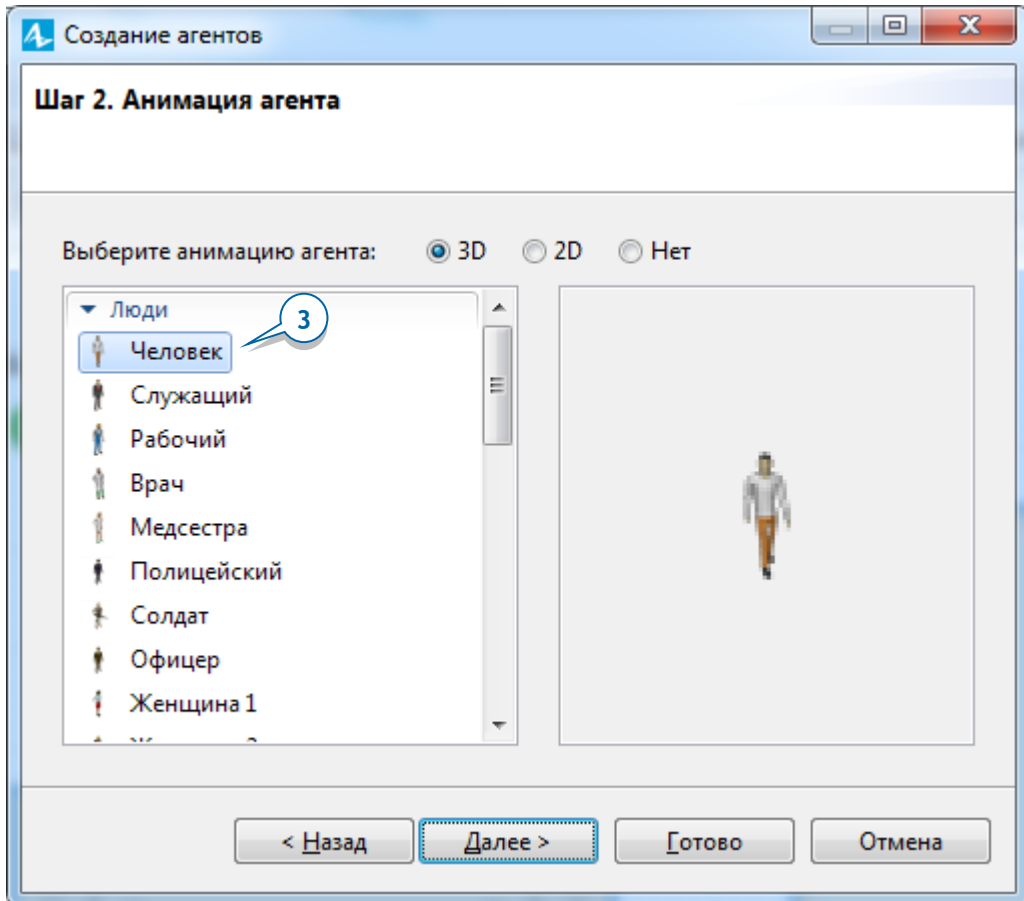 Создание агентов
Шаг 2. Анимация агента
Выберите анимацию агента: 3D 2D Нет
Люди
3
Человек
Служащий
Рабочий
Врач
Медсестра
Полицейский
Солдат
Офицер
Женщина 1
< Назад Далее > Готово Отмена